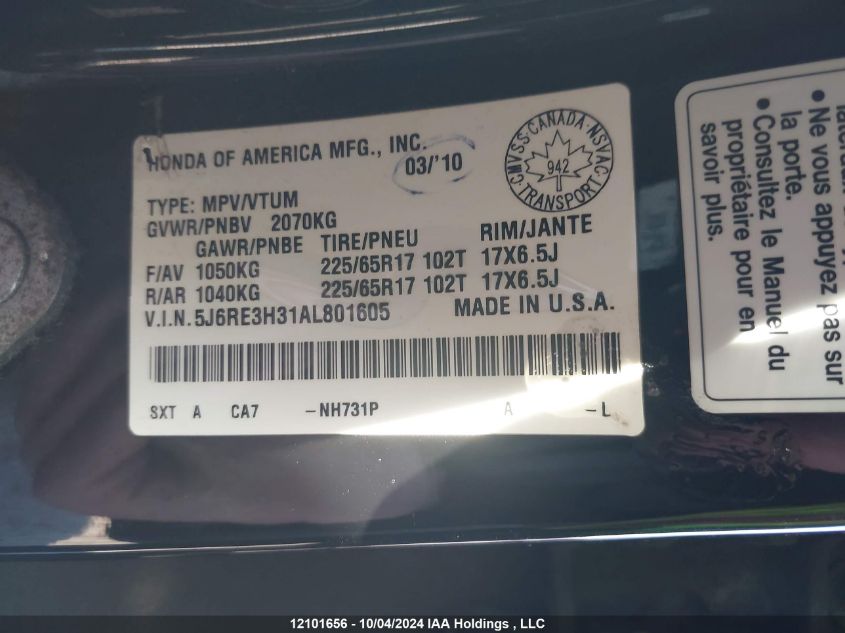 HONDA OF AMERICA MFG., INC.
03/'10
CMVSS-CANADA-NSVAC
942
TRANSPORT
TYPE: MPV/VTUM
GVWR/PNBV 2070KG
GAWR/PNBE TIRE/PNEU RIM/JANTE
F/AV 1050KG 225/65R17 102T 17X6.5J
R/AR 1040KG 225/65R17 102T 17X6.5J
V.I.N.5J6RE3H31AL801605 MADE IN U.S.A.
SXT A CA7 -NH731P A -L
• Ne vous appuyez pas sur
la porte.
• Consultez le Manuel du
propriétaire pour en
savoir plus.
12101656 - 10/04/2024 IAA Holdings , LLC